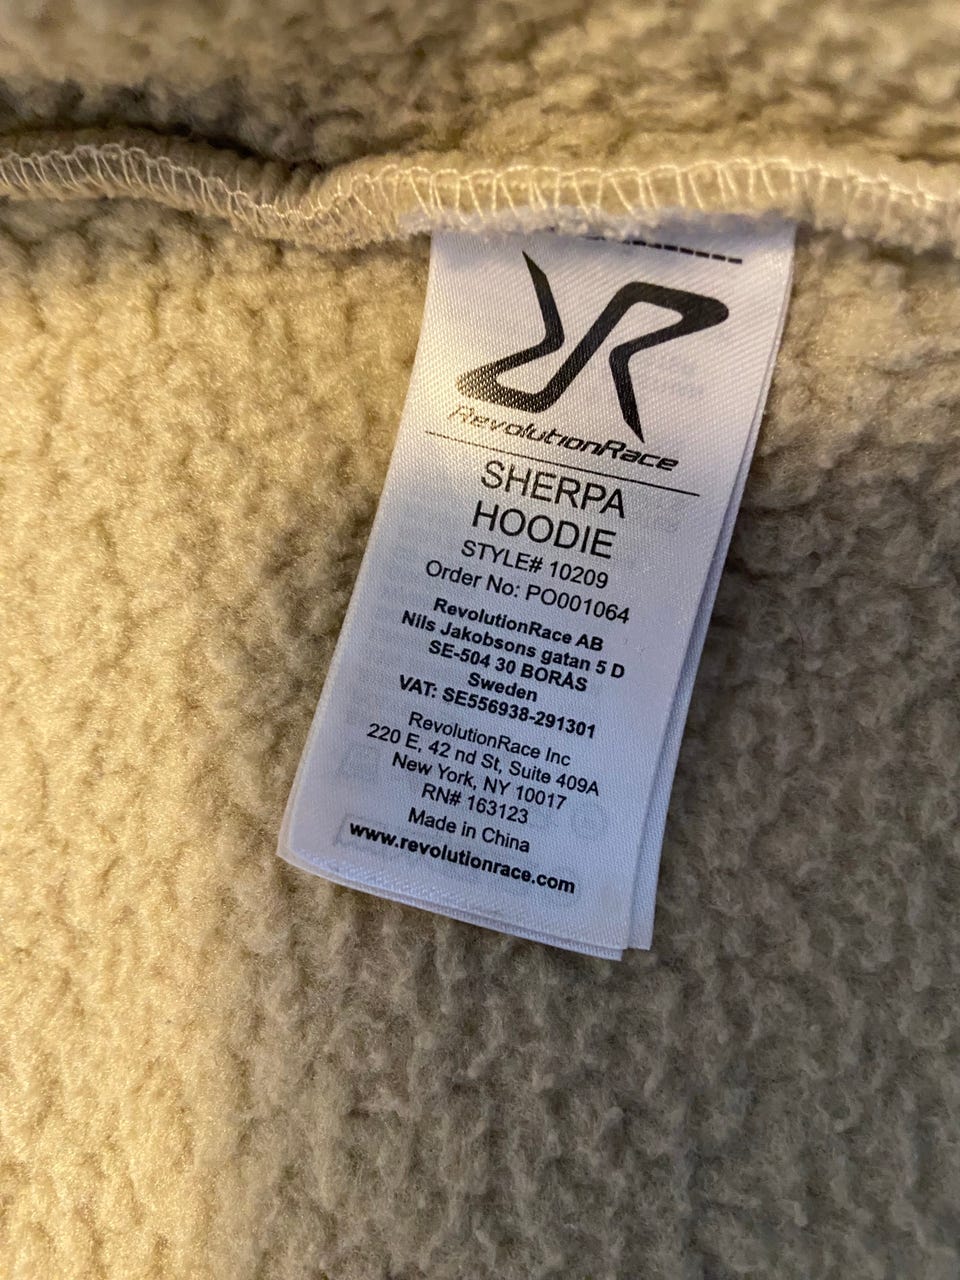 RevolutionRace
SHERPA
HOODIE
STYLE# 10209
Order No: PO001064
RevolutionRace AB
Nils Jakobsons gatan 5 D
SE-504 30 BORÅS
Sweden
VAT: SE556938-291301
RevolutionRace Inc
220 E, 42 nd St, Suite 409A
New York, NY 10017
RN# 163123
Made in China
www.revolutionrace.com